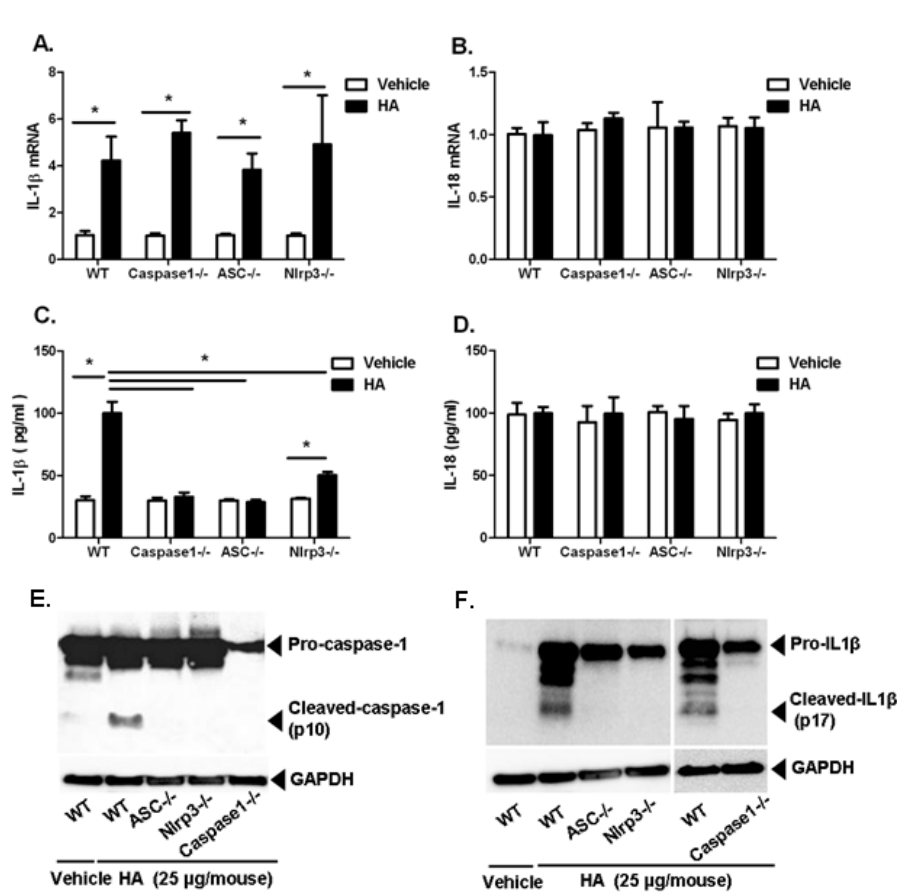 A.
IL-1β mRNA
8
6
4
2
0
* * * *
Vehicle
HA
WT Caspase1-/- ASC-/- Nlrp3-/-
B.
IL-18 mRNA
1.5
1.0
0.5
0.0
Vehicle
HA
WT Caspase1-/- ASC-/- Nlrp3-/-
C.
IL-1β ( pg/ml )
150
100
50
0
* * *
Vehicle
HA
WT Caspase1-/- ASC-/- Nlrp3-/-
D.
IL-18 (pg/ml)
150
100
50
0
Vehicle
HA
WT Caspase1-/- ASC-/- Nlrp3-/-
E.
Pro-caspase-1
Cleaved-caspase-1
(p10)
GAPDH
WT WT ASC-/- Nlrp3-/- Caspase1-/-
Vehicle HA (25 µg/mouse)
F.
Pro-IL1β
Cleaved-IL1β
(p17)
GAPDH
WT WT ASC-/- Nlrp3-/- WT Caspase1-/-
Vehicle HA (25 µg/mouse)